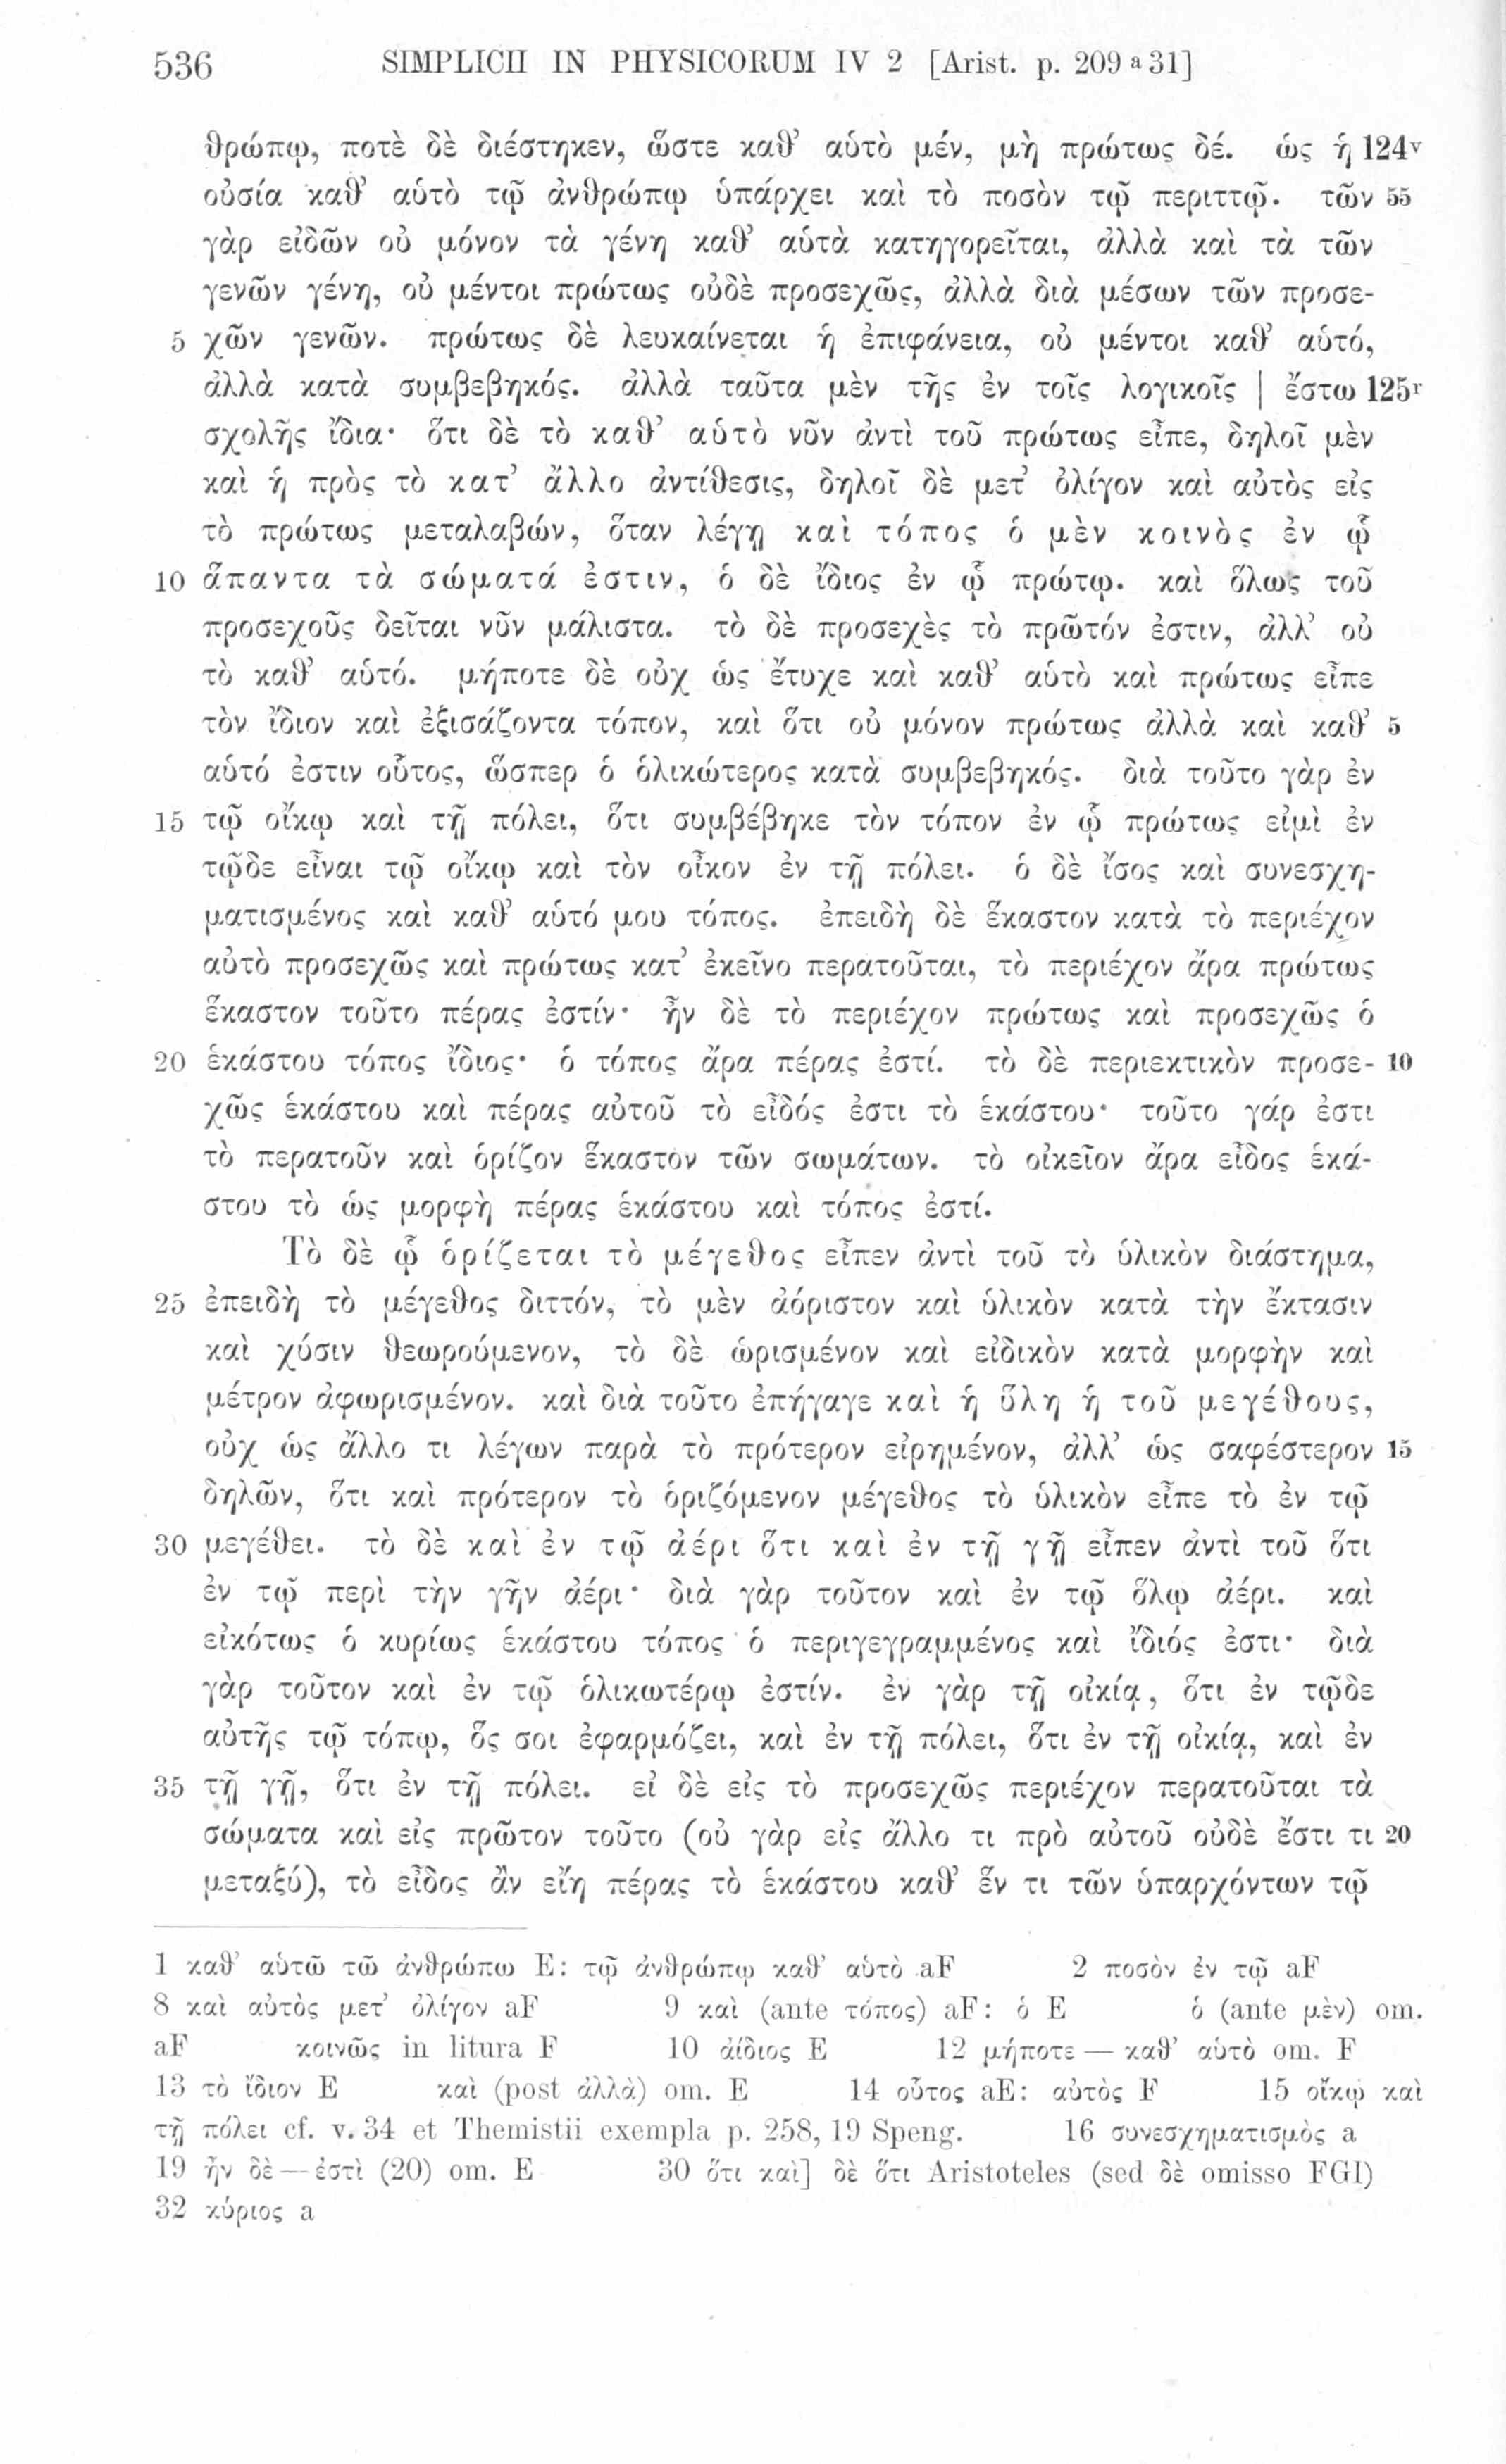 536 SIMPLICII IN PHYSICORUM IV 2 [Arist. p. 209 a 31]
θρώπῳ, ποτὲ δὲ διέστηκεν, ὥστε καθ’ αὑτὸ μέν, μὴ πρώτως δέ. ὡς ἡ 124v
οὐσία καθ’ αὑτὸ τῷ ἀνθρώπῳ ὑπάρχει καὶ τὸ ποσὸν τῷ περιττῷ. τῶν 55
γὰρ εἰδῶν οὐ μόνον τὰ γένη καθ’ αὑτὰ κατηγορεῖται, ἀλλὰ καὶ τὰ τῶν
γενῶν γένη, οὐ μέντοι πρώτως οὐδὲ προσεχῶς, ἀλλὰ διὰ μέσων τῶν προσε-
5 χῶν γενῶν. πρώτως δὲ λευκαίνεται ἡ ἐπιφάνεια, οὐ μέντοι καθ’ αὑτό,
ἀλλὰ κατὰ συμβεβηκός. ἀλλὰ ταῦτα μὲν τῆς ἐν τοῖς λογικοῖς | ἔστω 125r
σχολῆς ἴδια· ὅτι δὲ τὸ καθ’ αὑτὸ νῦν ἀντὶ τοῦ πρώτως εἶπε, δηλοῖ μὲν
καὶ ἡ πρὸς τὸ κατ’ ἄλλο ἀντίθεσις, δηλοῖ δὲ μετ’ ὀλίγον καὶ αὐτὸς εἰς
τὸ πρώτως μεταλαβών, ὅταν λέγῃ καὶ τόπος ὁ μὲν κοινὸς ἐν ᾧ
10 ἅπαντα τὰ σώματά ἐστιν, ὁ δὲ ἴδιος ἐν ᾧ πρώτῳ. καὶ ὅλως τοῦ
προσεχοῦς δεῖται νῦν μάλιστα. τὸ δὲ προσεχὲς τὸ πρῶτόν ἐστιν, ἀλλ’ οὐ
τὸ καθ’ αὑτό. μήποτε δὲ οὐχ ὡς ἔτυχε καὶ καθ’ αὑτὸ καὶ πρώτως εἶπε
τὸν ἴδιον καὶ ἐξισάζοντα τόπον, καὶ ὅτι οὐ μόνον πρώτως ἀλλὰ καὶ καθ’ 5
αὑτό ἐστιν οὗτος, ὥσπερ ὁ ὁλικώτερος κατὰ συμβεβηκός. διὰ τοῦτο γὰρ ἐν
15 τῷ οἴκῳ καὶ τῇ πόλει, ὅτι συμβέβηκε τὸν τόπον ἐν ᾧ πρώτως εἰμὶ ἐν
τῷδε εἶναι τῷ οἴκῳ καὶ τὸν οἶκον ἐν τῇ πόλει. ὁ δὲ ἴσος καὶ συνεσχη-
ματισμένος καὶ καθ’ αὑτό μου τόπος. ἐπειδὴ δὲ ἕκαστον κατὰ τὸ περιέχον
αὐτὸ προσεχῶς καὶ πρώτως κατ’ ἐκεῖνο περατοῦται, τὸ περιέχον ἄρα πρώτως
ἕκαστον τοῦτο πέρας ἐστίν· ἦν δὲ τὸ περιέχον πρώτως καὶ προσεχῶς ὁ
20 ἑκάστου τόπος ἴδιος· ὁ τόπος ἄρα πέρας ἐστί. τὸ δὲ περιεκτικὸν προσε- 10
χῶς ἑκάστου καὶ πέρας αὐτοῦ τὸ εἶδός ἐστι τὸ ἑκάστου· τοῦτο γάρ ἐστι
τὸ περατοῦν καὶ ὁρίζον ἕκαστον τῶν σωμάτων. τὸ οἰκεῖον ἄρα εἶδος ἑκά-
στου τὸ ὡς μορφὴ πέρας ἑκάστου καὶ τόπος ἐστί.
Τὸ δὲ ᾧ ὁρίζεται τὸ μέγεθος εἶπεν ἀντὶ τοῦ τὸ ὑλικὸν διάστημα,
25 ἐπειδὴ τὸ μέγεθος διττόν, τὸ μὲν ἀόριστον καὶ ὑλικὸν κατὰ τὴν ἔκτασιν
καὶ χύσιν θεωρούμενον, τὸ δὲ ὡρισμένον καὶ εἰδικὸν κατὰ μορφὴν καὶ
μέτρον ἀφωρισμένον. καὶ διὰ τοῦτο ἐπήγαγε καὶ ἡ ὕλη ἡ τοῦ μεγέθους,
οὐχ ὡς ἄλλο τι λέγων παρὰ τὸ πρότερον εἰρημένον, ἀλλ’ ὡς σαφέστερον 15
δηλῶν, ὅτι καὶ πρότερον τὸ ὁριζόμενον μέγεθος τὸ ὑλικὸν εἶπε τὸ ἐν τῷ
30 μεγέθει. τὸ δὲ καὶ ἐν τῷ ἀέρι ὅτι καὶ ἐν τῇ γῇ εἶπεν ἀντὶ τοῦ ὅτι
ἐν τῷ περὶ τὴν γῆν ἀέρι· διὰ γὰρ τοῦτον καὶ ἐν τῷ ὅλῳ ἀέρι. καὶ
εἰκότως ὁ κυρίως ἑκάστου τόπος ὁ περιγεγραμμένος καὶ ἴδιός ἐστι· διὰ
γὰρ τοῦτον καὶ ἐν τῷ ὁλικωτέρῳ ἐστίν. ἐν γὰρ τῇ οἰκίᾳ, ὅτι ἐν τῷδε
αὐτῆς τῷ τόπῳ, ὅς σοι ἐφαρμόζει, καὶ ἐν τῇ πόλει, ὅτι ἐν τῇ οἰκίᾳ, καὶ ἐν
35 τῇ γῇ, ὅτι ἐν τῇ πόλει. εἰ δὲ εἰς τὸ προσεχῶς περιέχον περατοῦται τὰ
σώματα καὶ εἰς πρῶτον τοῦτο (οὐ γὰρ εἰς ἄλλο τι πρὸ αὐτοῦ οὐδὲ ἔστι τι 20
μεταξύ), τὸ εἶδος ἂν εἴη πέρας τὸ ἑκάστου καθ’ ἕν τι τῶν ὑπαρχόντων τῷ
1 καθ’ αὑτῶ τῶ ἀνθρώπω E: τῷ ἀνθρώπῳ καθ’ αὑτὸ aF 2 ποσὸν ἐν τῷ aF
8 καὶ αὐτὸς μετ’ ὀλίγον aF 9 καὶ (ante τόπος) aF: ὁ E ὁ (ante μὲν) om.
aF κοινῶς in litura F 10 ἀίδιος E 12 μήποτε — καθ’ αὑτὸ om. F
13 τὸ ἴδιον E καὶ (post ἀλλὰ) om. E 14 οὗτος aE: αὐτὸς F 15 οἴκῳ καὶ
τῇ πόλει cf. v. 34 et Themistii exempla p. 258, 19 Speng. 16 συνεσχηματισμὸς a
19 ἦν δὲ — ἐστὶ (20) om. E 30 ὅτι καὶ] δὲ ὅτι Aristoteles (sed δὲ omisso FGI)
32 κύριος a